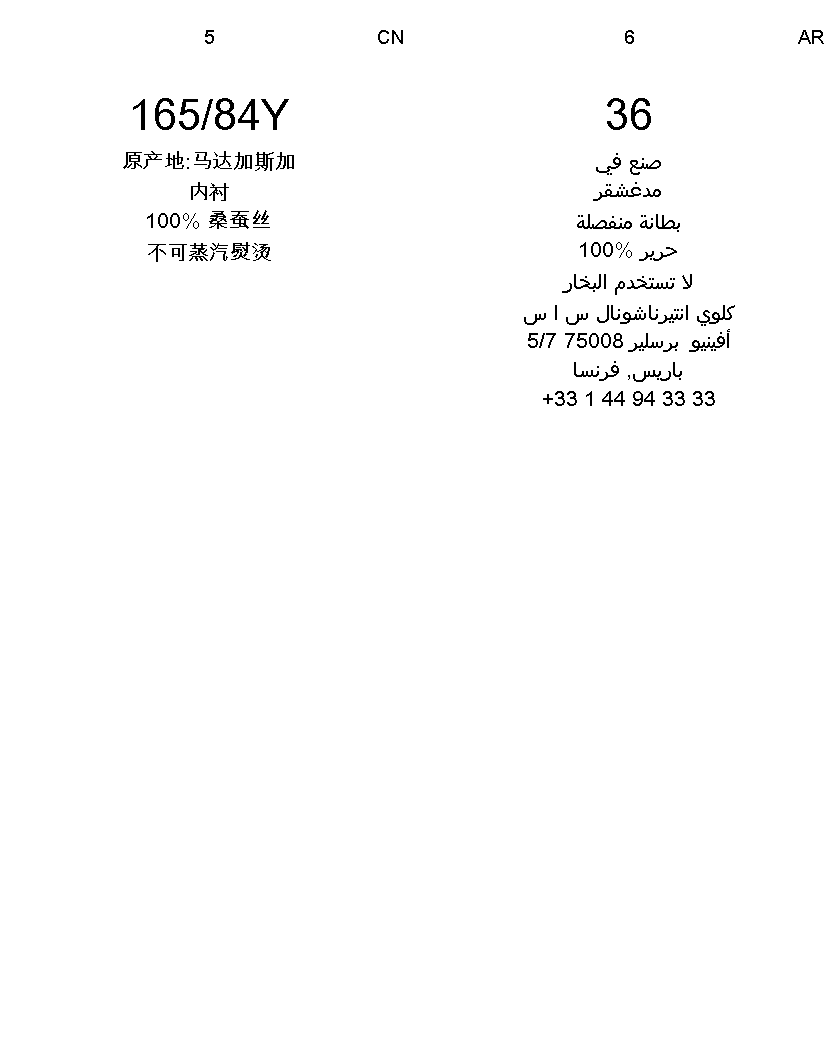 5 CN
165/84Y
原产地:马达加斯加
内衬
100% 桑蚕丝
不可蒸汽熨烫
6 AR
36
صنع في
مدغشقر
بطانة منفصلة
حرير 100%
لا تستخدم البخار
كلوي انتيرناشونال س ا س
أفينيو برسلير 75008 5/7
باريس, فرنسا
+33 1 44 94 33 33